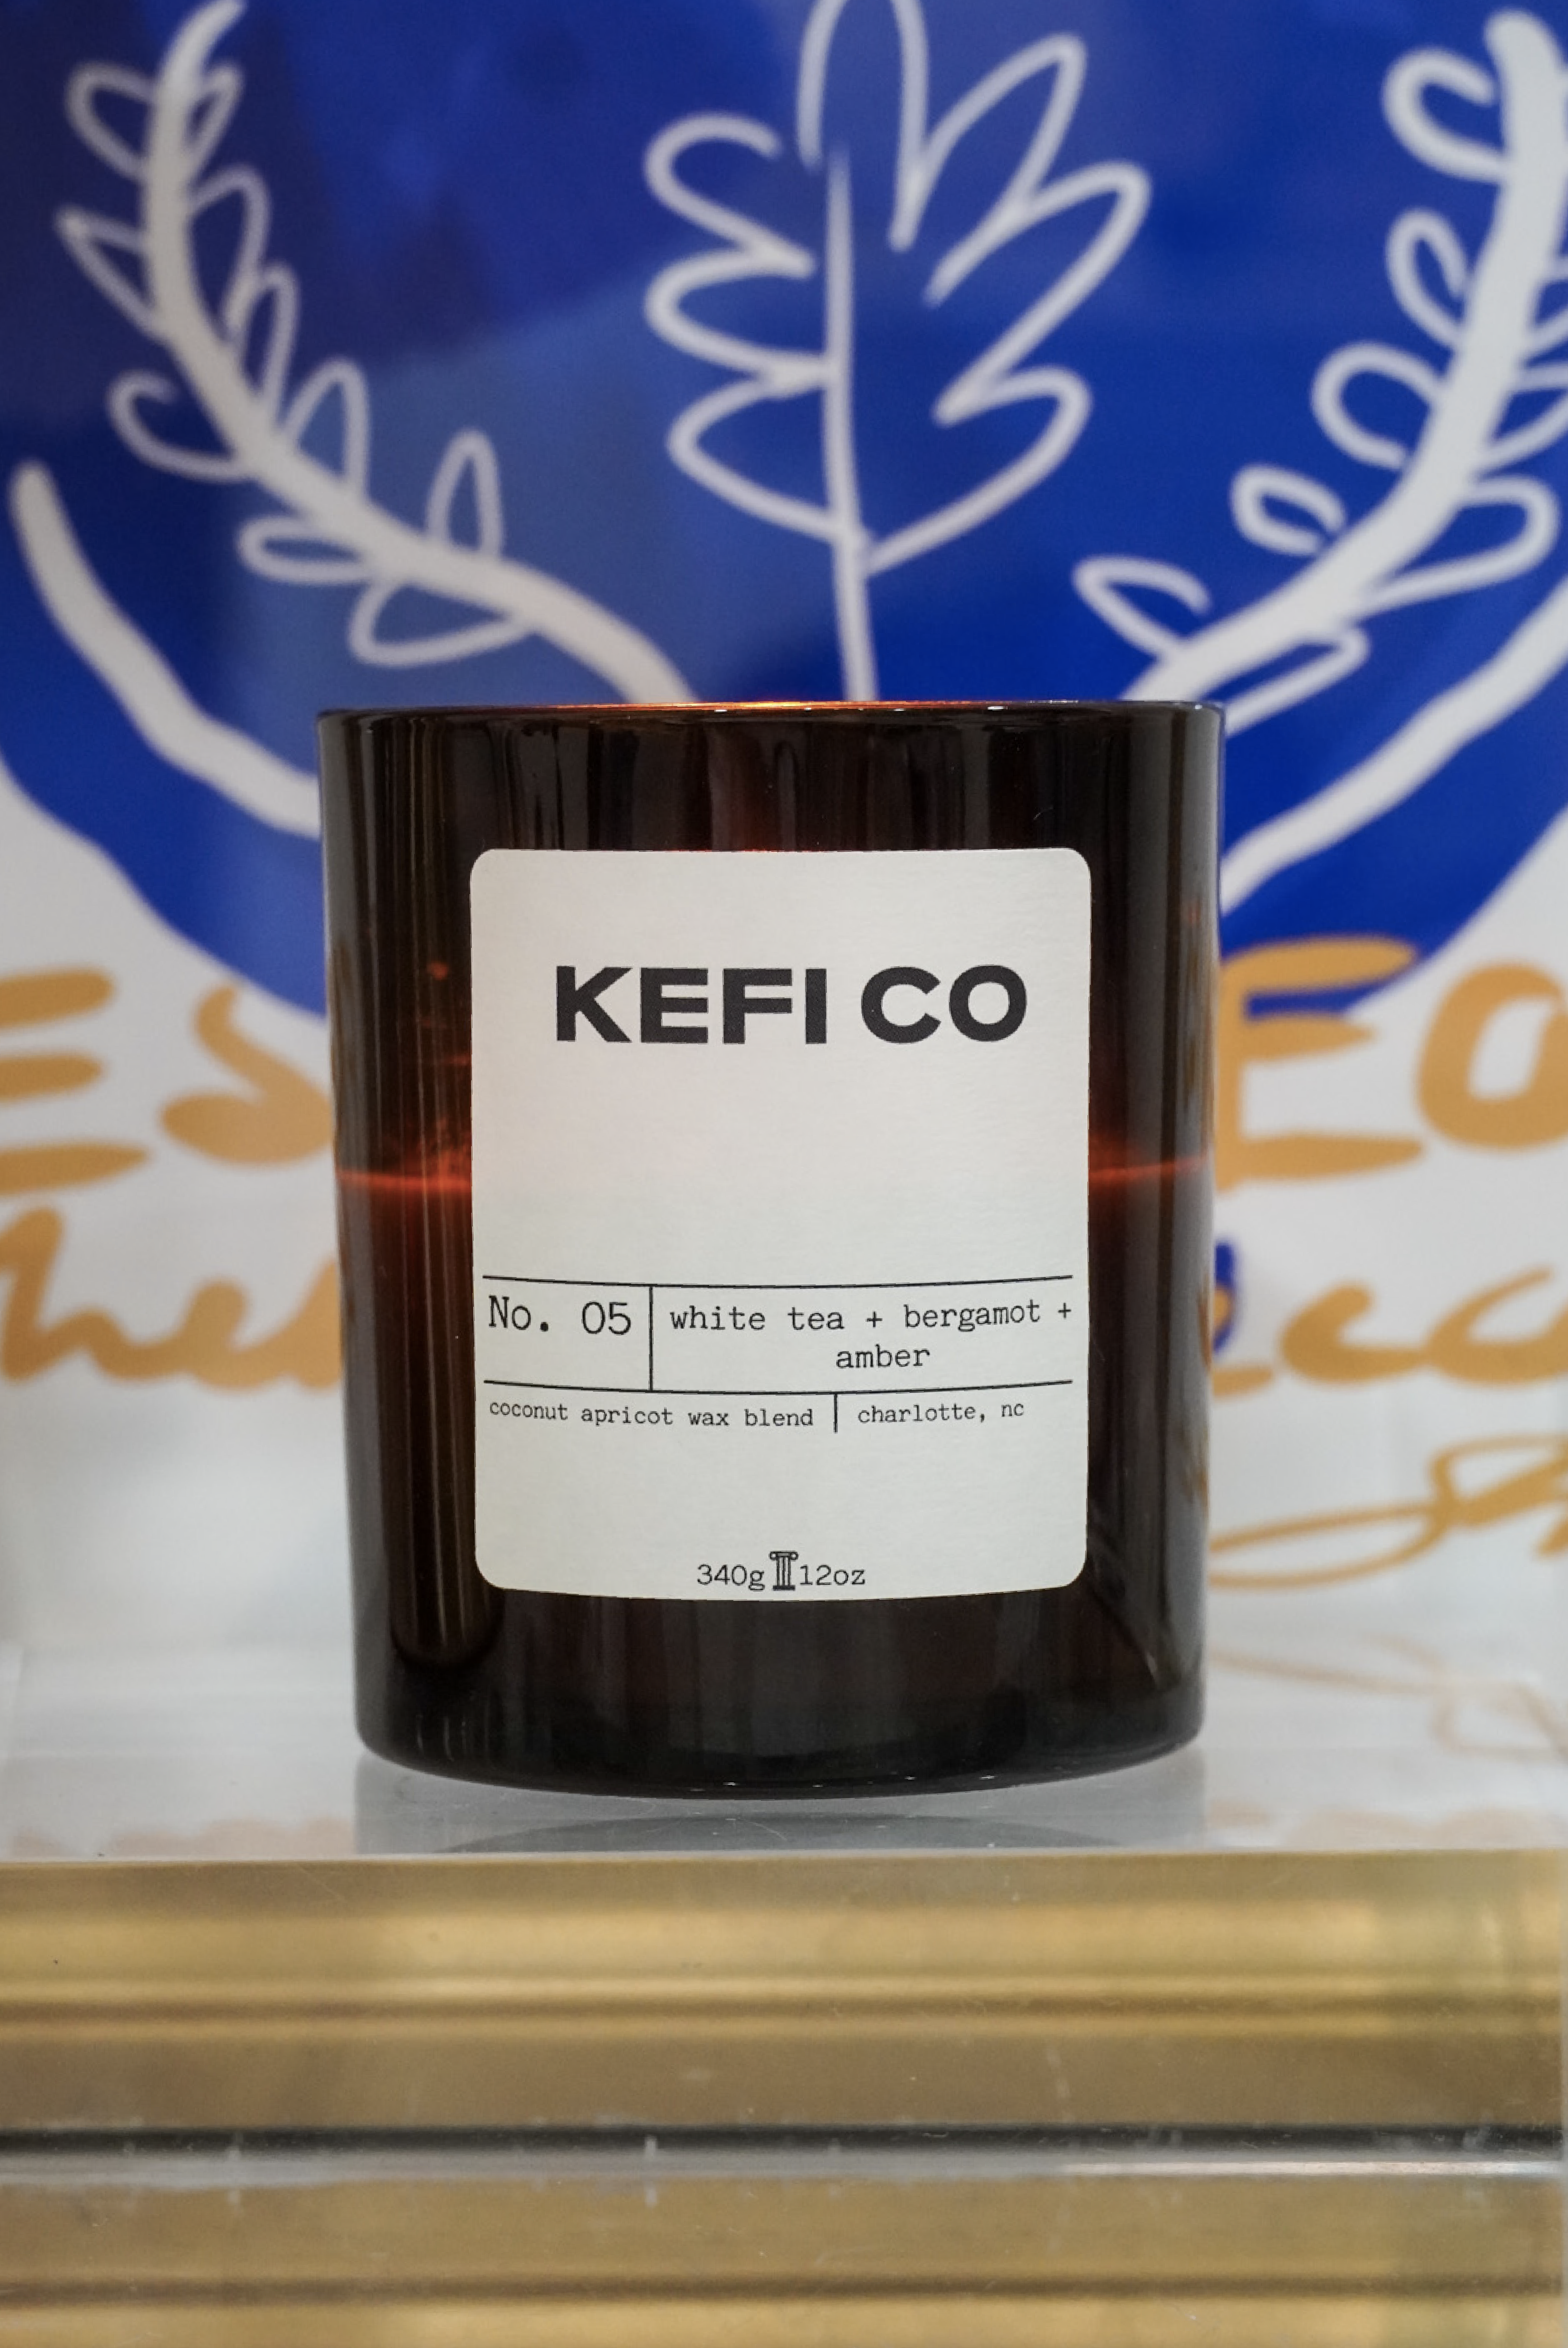 KEFI CO
No. 05
white tea + bergamot +
amber
coconut apricot wax blend
charlotte, nc
340g 12oz